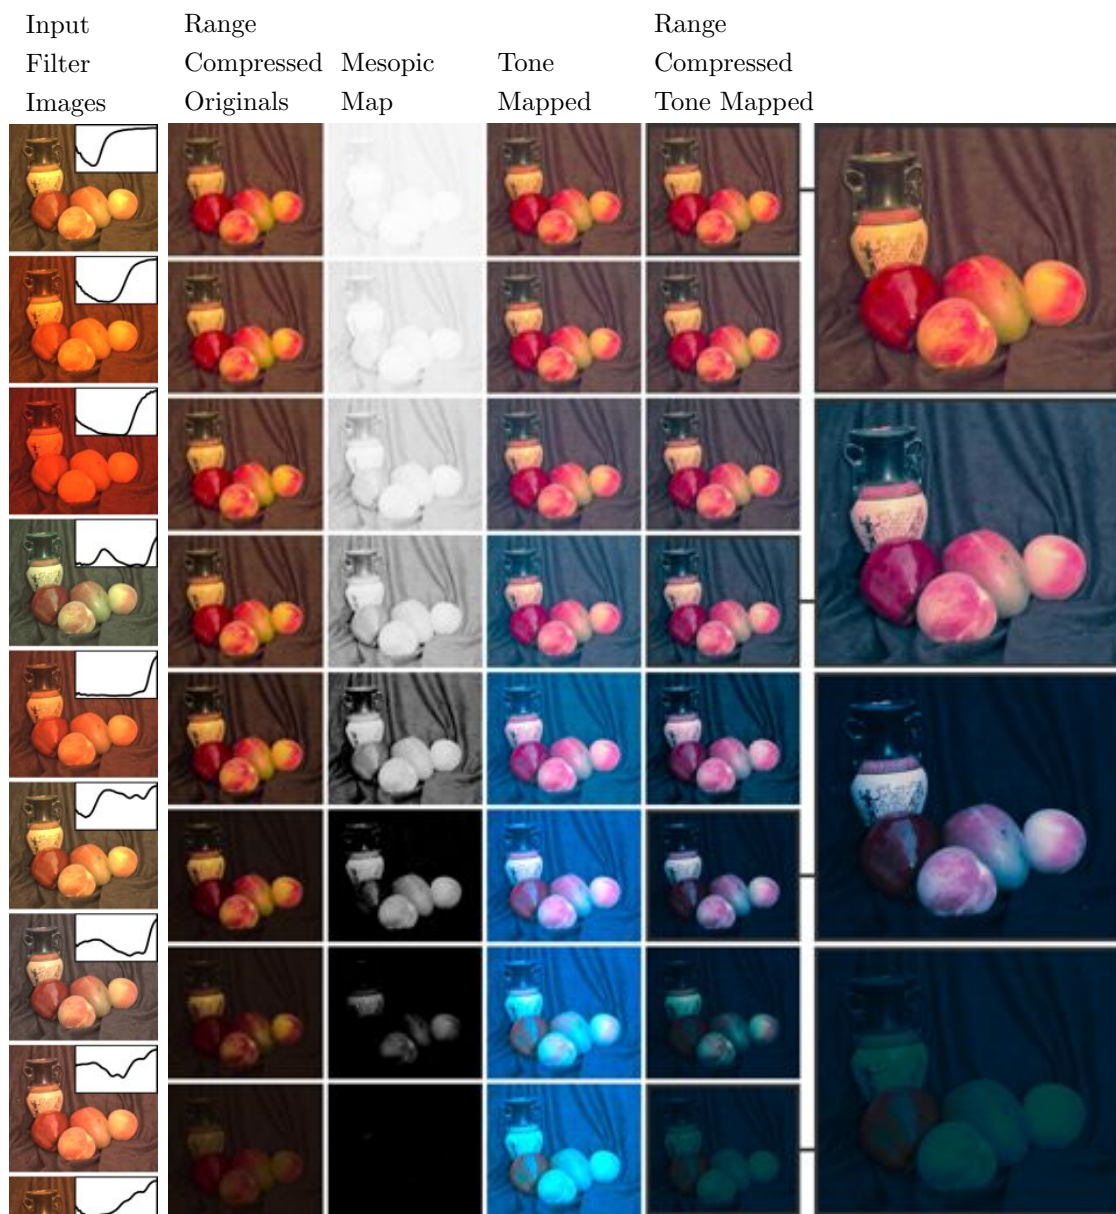 Input
Filter
Images
Range
Compressed
Originals
Mesopic
Map
Tone
Mapped
Range
Compressed
Tone Mapped